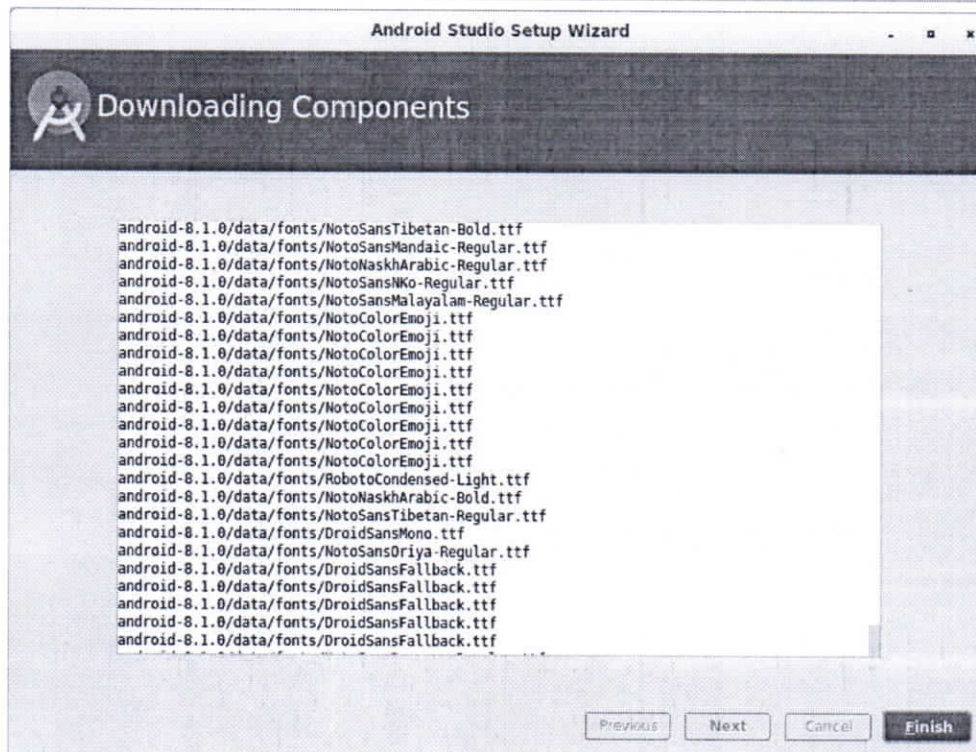 Android Studio Setup Wizard
Downloading Components
android-8.1.0/data/fonts/NotoSansTibetan-Bold.ttf
android-8.1.0/data/fonts/NotoSansMandaic-Regular.ttf
android-8.1.0/data/fonts/NotoNaskhArabic-Regular.ttf
android-8.1.0/data/fonts/NotoSansNKo-Regular.ttf
android-8.1.0/data/fonts/NotoSansMalayalam-Regular.ttf
android-8.1.0/data/fonts/NotoColorEmoji.ttf
android-8.1.0/data/fonts/NotoColorEmoji.ttf
android-8.1.0/data/fonts/NotoColorEmoji.ttf
android-8.1.0/data/fonts/NotoColorEmoji.ttf
android-8.1.0/data/fonts/NotoColorEmoji.ttf
android-8.1.0/data/fonts/NotoColorEmoji.ttf
android-8.1.0/data/fonts/NotoColorEmoji.ttf
android-8.1.0/data/fonts/NotoColorEmoji.ttf
android-8.1.0/data/fonts/NotoColorEmoji.ttf
android-8.1.0/data/fonts/RobotoCondensed-Light.ttf
android-8.1.0/data/fonts/NotoNaskhArabic-Bold.ttf
android-8.1.0/data/fonts/NotoSansTibetan-Regular.ttf
android-8.1.0/data/fonts/DroidSansMono.ttf
android-8.1.0/data/fonts/NotoSansOriya-Regular.ttf
android-8.1.0/data/fonts/DroidSansFallback.ttf
android-8.1.0/data/fonts/DroidSansFallback.ttf
android-8.1.0/data/fonts/DroidSansFallback.ttf
android-8.1.0/data/fonts/DroidSansFallback.ttf
android-8.1.0/data/fonts/DroidSansFallback.ttf
Previous Next Cancel Finish